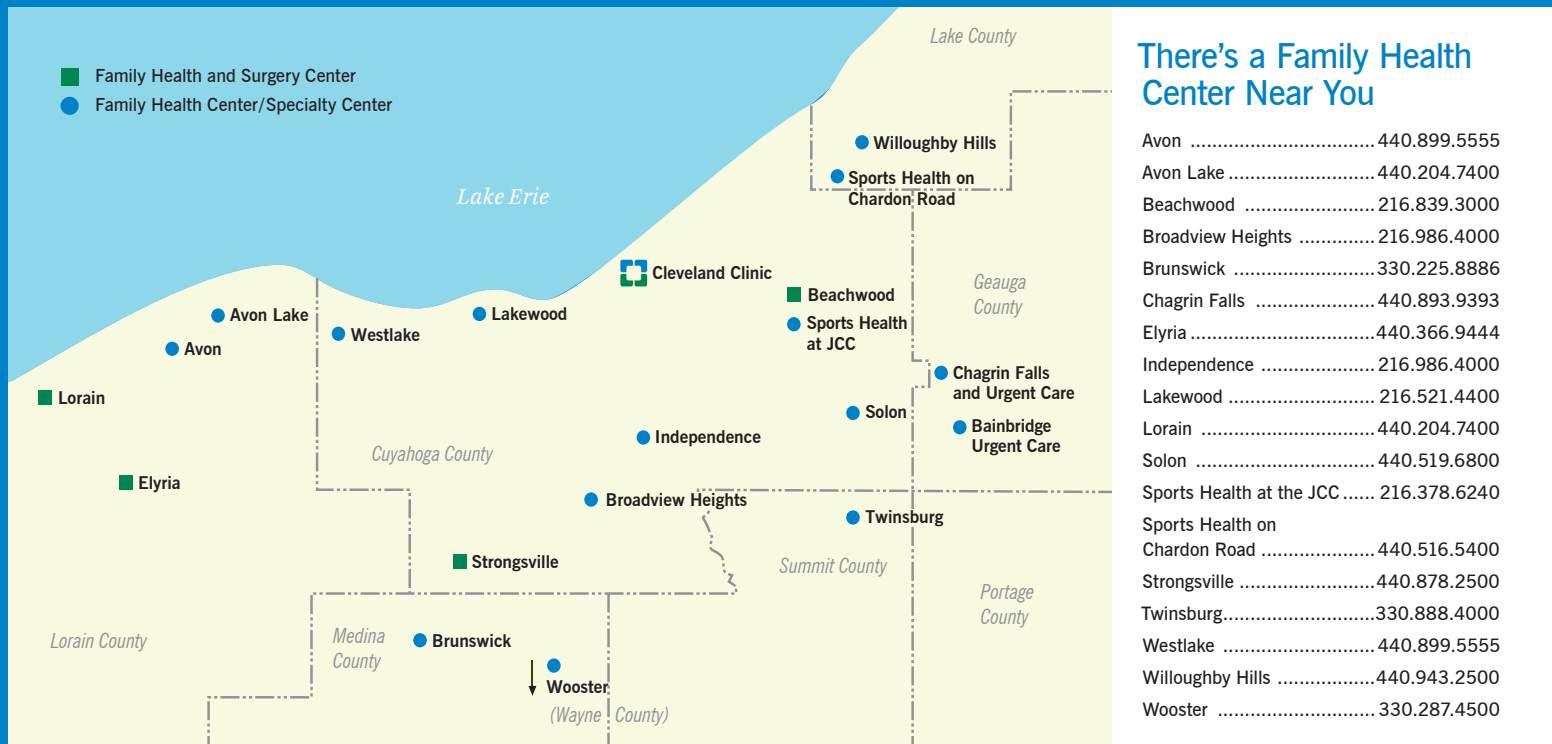 Family Health and Surgery Center
Family Health Center/Specialty Center
Lake County
Willoughby Hills
Sports Health on
Chardon Road
Lake Erie
Cleveland Clinic
Beachwood
Geauga
County
Avon Lake
Lakewood
Sports Health
at JCC
Westlake
Avon
Chagrin Falls
and Urgent Care
Lorain
Solon
Bainbridge
Urgent Care
Independence
Cuyahoga County
Elyria
Broadview Heights
Twinsburg
Strongsville
Summit County
Portage
County
Lorain County
Medina
County
Brunswick
Wooster
(Wayne County)
There's a Family Health
Center Near You
Avon .................................. 440.899.5555
Avon Lake ........................... 440.204.7400
Beachwood ........................ 216.839.3000
Broadview Heights .............. 216.986.4000
Brunswick .......................... 330.225.8886
Chagrin Falls ...................... 440.893.9393
Elyria .................................. 440.366.9444
Independence ..................... 216.986.4000
Lakewood ........................... 216.521.4400
Lorain ................................ 440.204.7400
Solon ................................. 440.519.6800
Sports Health at the JCC ...... 216.378.6240
Sports Health on
Chardon Road ..................... 440.516.5400
Strongsville ......................... 440.878.2500
Twinsburg............................ 330.888.4000
Westlake ............................ 440.899.5555
Willoughby Hills .................. 440.943.2500
Wooster ............................. 330.287.4500